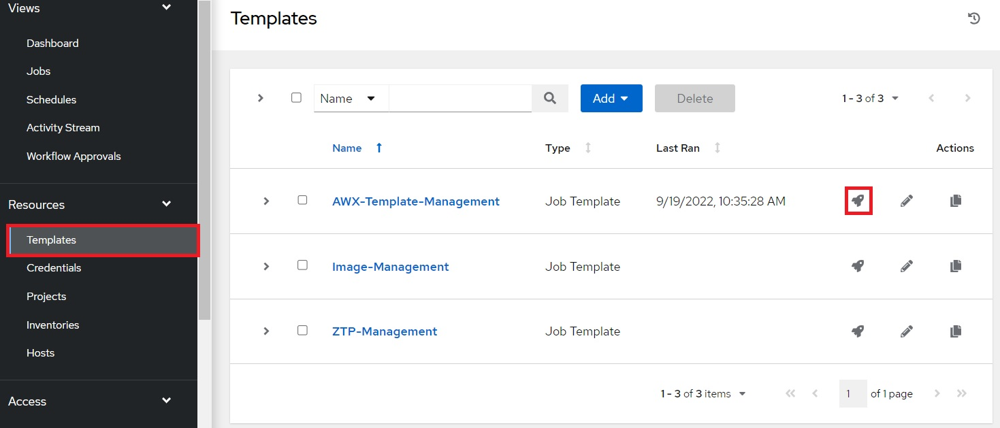 Views
Dashboard
Jobs
Schedules
Activity Stream
Workflow Approvals
Resources
Templates
Credentials
Projects
Inventories
Hosts
Access
Templates
Name Add Delete 1 - 3 of 3
Name Type Last Ran Actions
AWX-Template-Management Job Template 9/19/2022, 10:35:28 AM
Image-Management Job Template
ZTP-Management Job Template
1 - 3 of 3 items 1 of 1 page